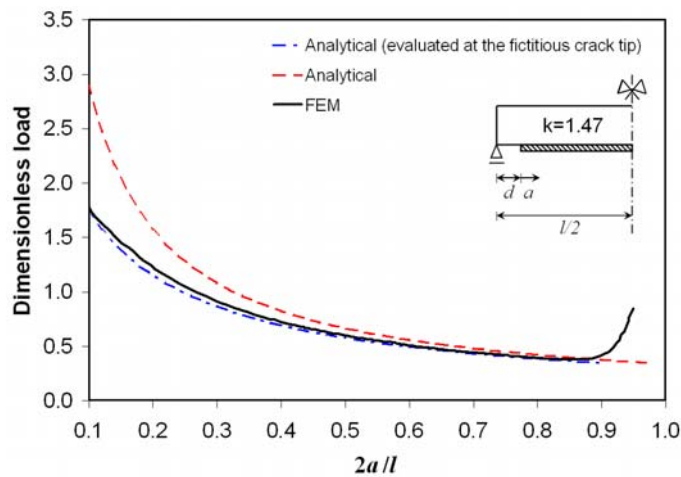 3.5
3.0
2.5
2.0
1.5
1.0
0.5
0.0
Dimensionless load
Analytical (evaluated at the fictitious crack tip)
Analytical
FEM
k=1.47
d a
l/2
0.1 0.2 0.3 0.4 0.5 0.6 0.7 0.8 0.9 1.0
2a/l